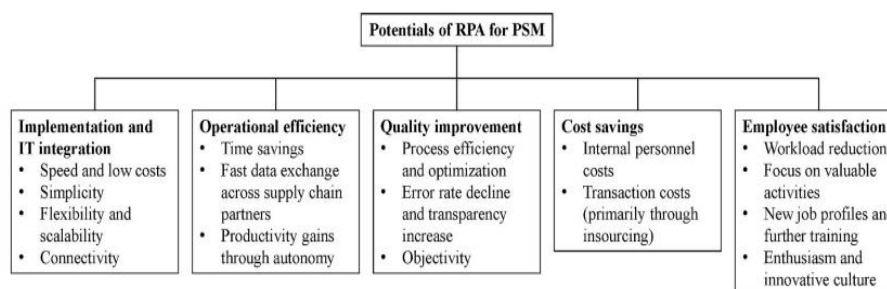 Potentials of RPA for PSM
Implementation and
IT integration
• Speed and low costs
• Simplicity
• Flexibility and
scalability
• Connectivity
Operational efficiency
• Time savings
• Fast data exchange
across supply chain
partners
• Productivity gains
through autonomy
Quality improvement
• Process efficiency
and optimization
• Error rate decline
and transparency
increase
• Objectivity
Cost savings
• Internal personnel
costs
• Transaction costs
(primarily through
insourcing)
Employee satisfaction
• Workload reduction
• Focus on valuable
activities
• New job profiles an
further training
• Enthusiasm and
innovative culture